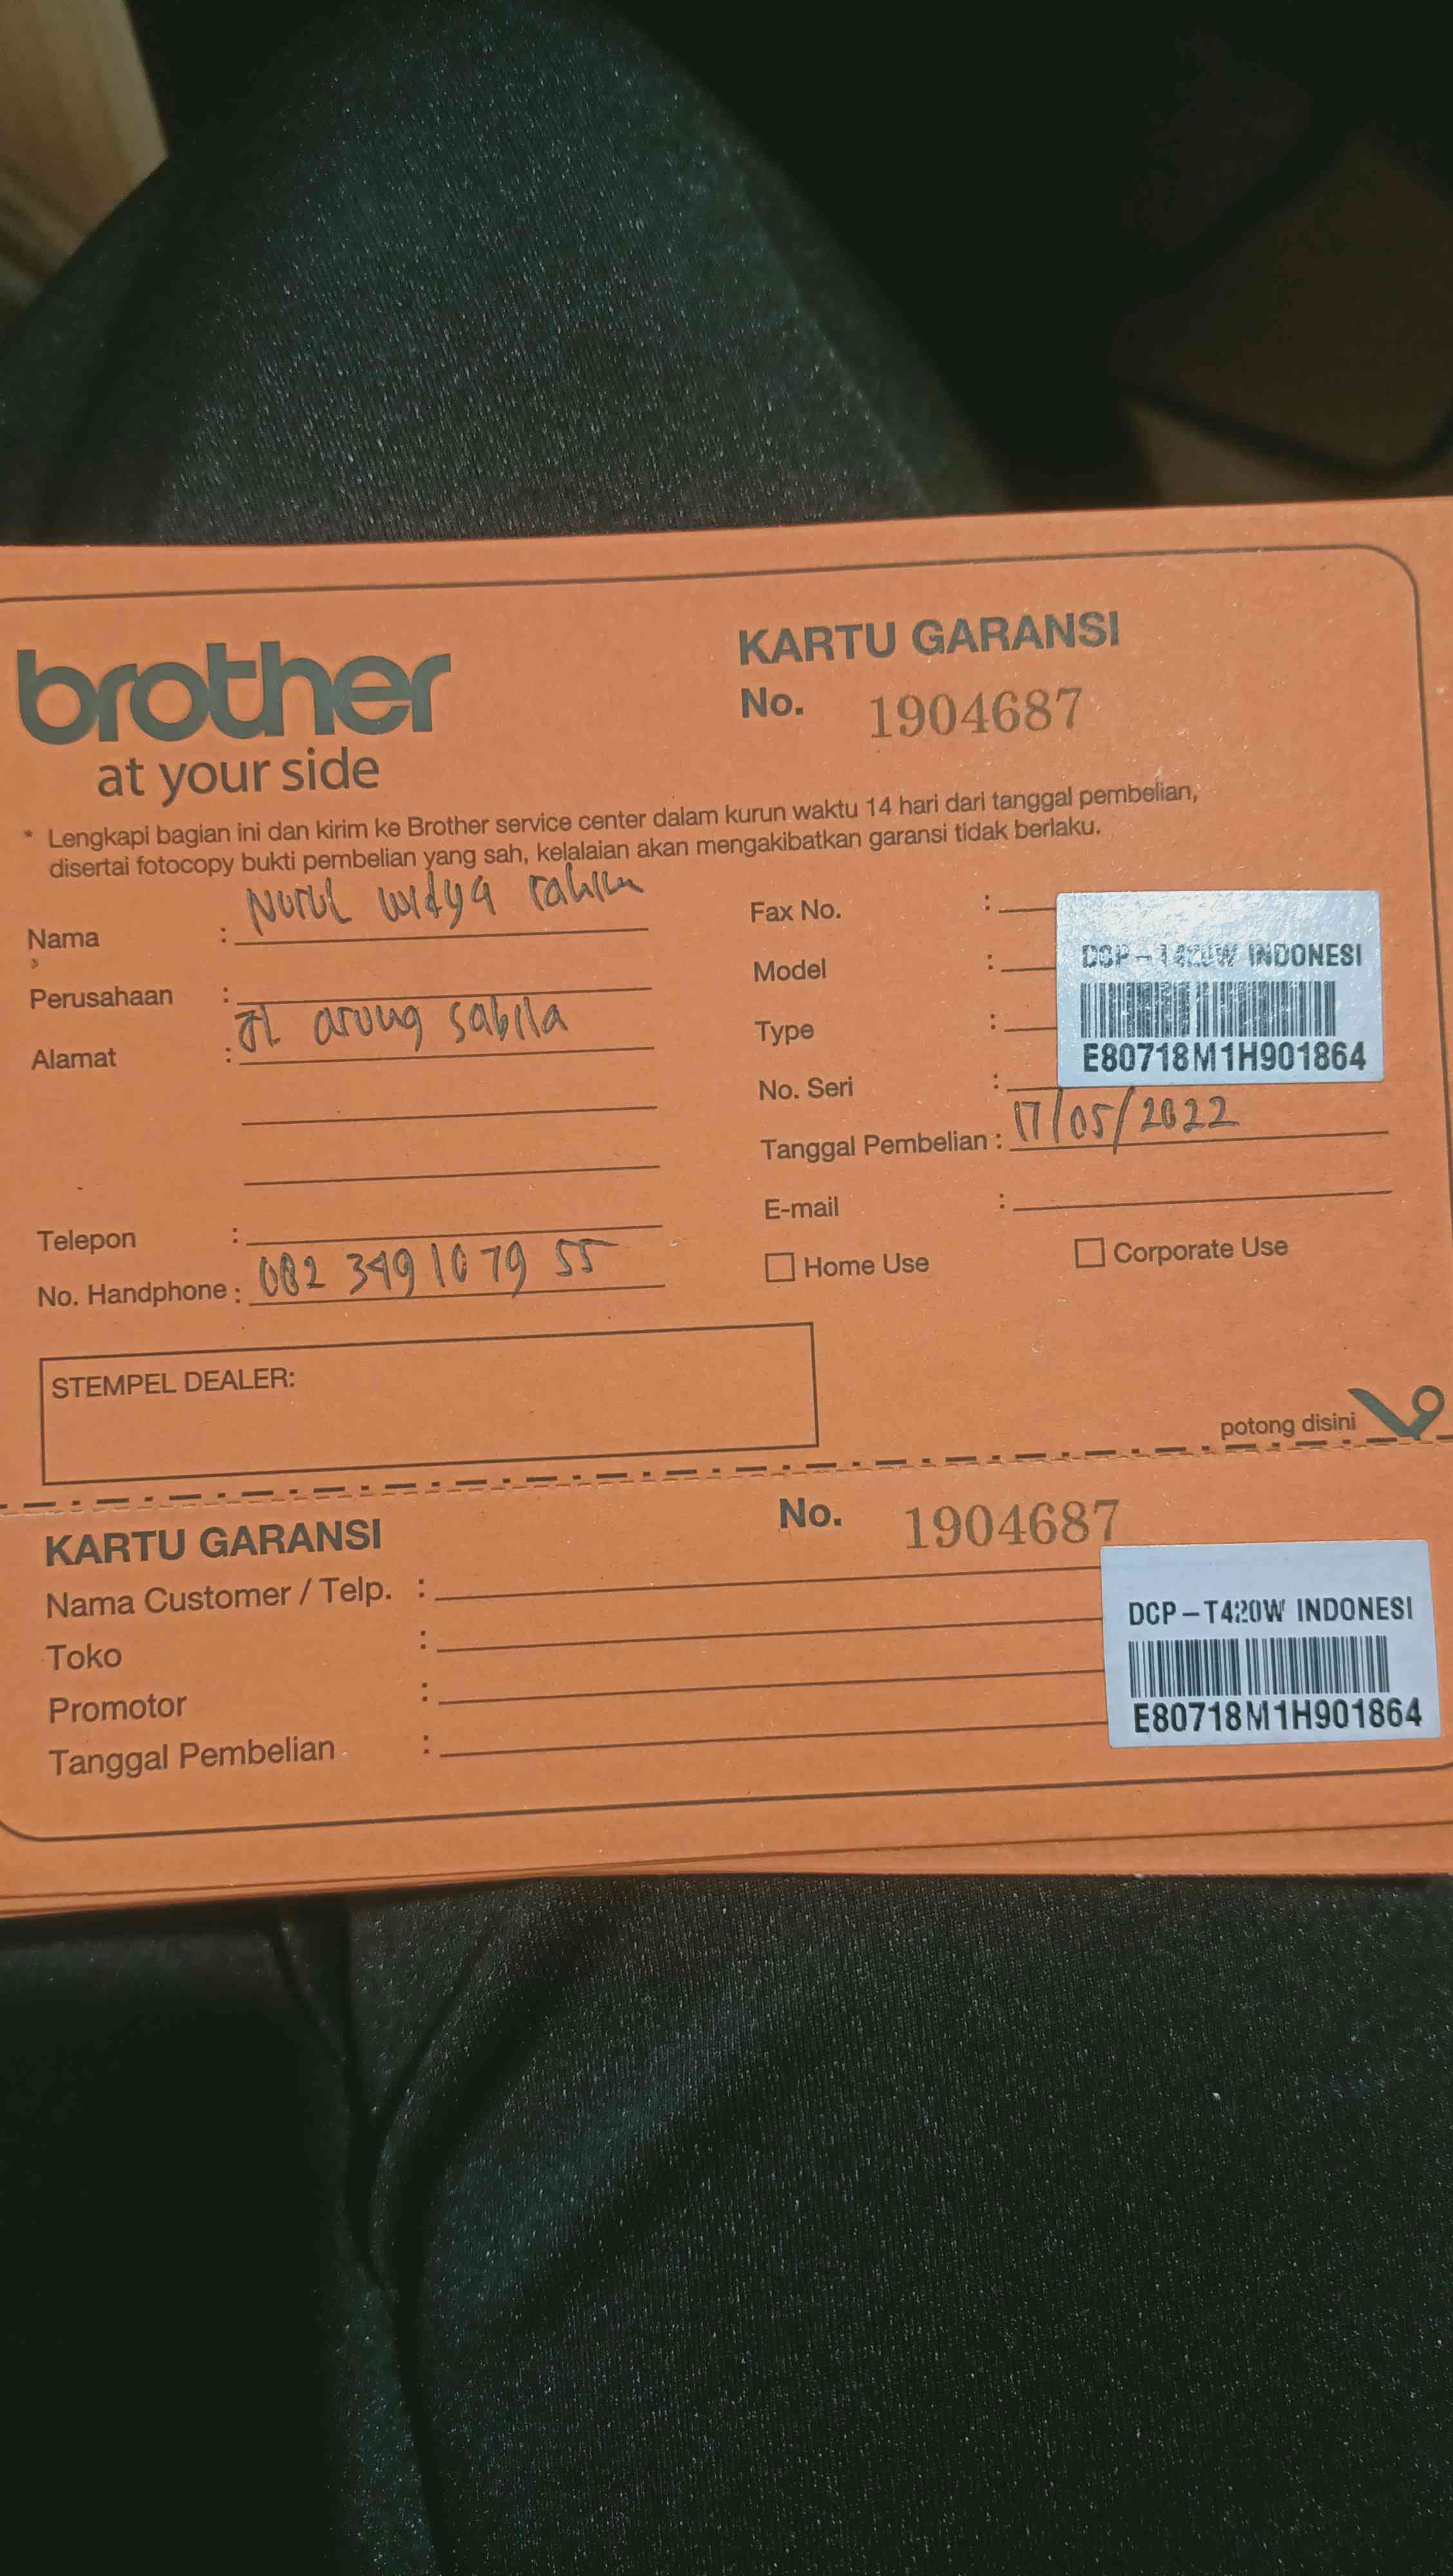 brother
at your side
KARTU GARANSI
No. 1904687
* Lengkapi bagian ini dan kirim ke Brother service center dalam kurun waktu 14 hari dari tanggal pembelian,
disertai fotocopy bukti pembelian yang sah, kelalaian akan mengakibatkan garansi tidak berlaku.
Nama : Nurul widya rahim
Perusahaan :
Alamat : Jl arung sabila
Telepon :
No. Handphone : 082 349 10 79 55
Fax No. :
Model :
Type :
No. Seri :
DCP-T420W INDONESI
E80718M1H901864
Tanggal Pembelian : 17/05/2022
E-mail :
Home Use
Corporate Use
STEMPEL DEALER:
potong disini
KARTU GARANSI
No. 1904687
Nama Customer / Telp. :
Toko :
Promotor :
Tanggal Pembelian :
DCP-T420W INDONESI
E80718M1H901864